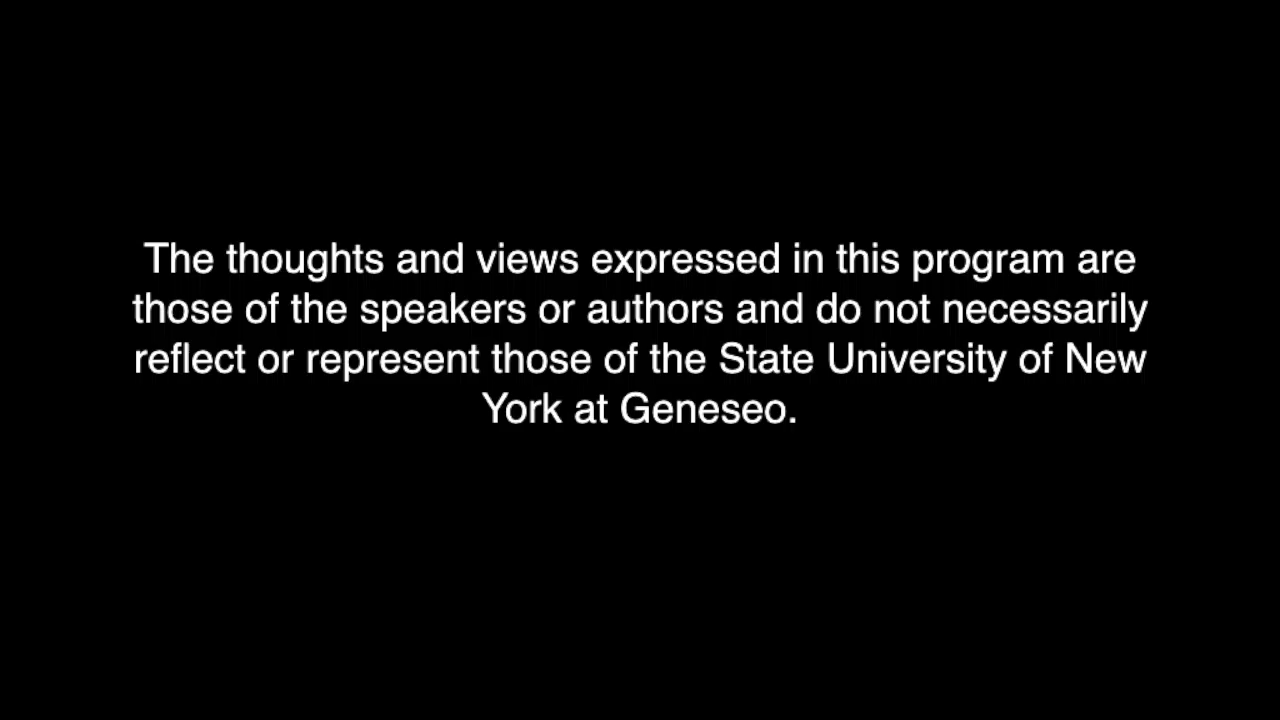 The thoughts and views expressed in this program are
those of the speakers or authors and do not necessarily
reflect or represent those of the State University of New
York at Geneseo.